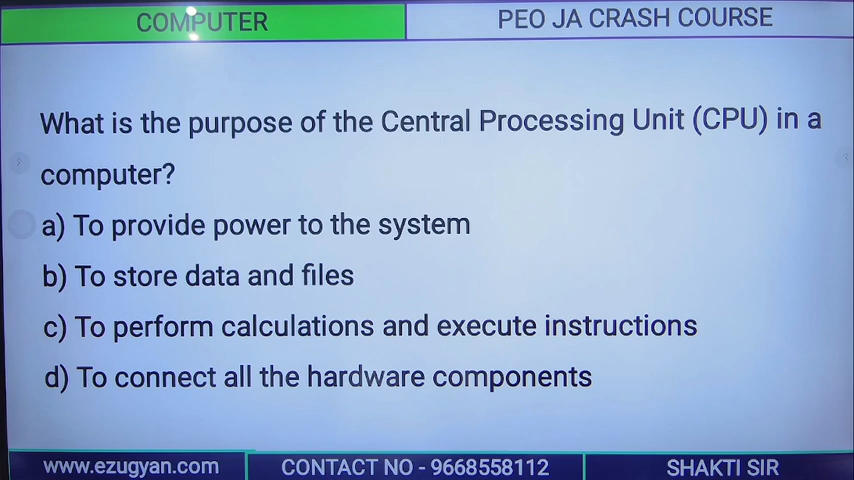 COMPUTER
PEO JA CRASH COURSE
What is the purpose of the Central Processing Unit (CPU) in a
computer?
a) To provide power to the system
b) To store data and files
c) To perform calculations and execute instructions
d) To connect all the hardware components
www.ezugyan.com
CONTACT NO - 9668558112
SHAKTI SIR